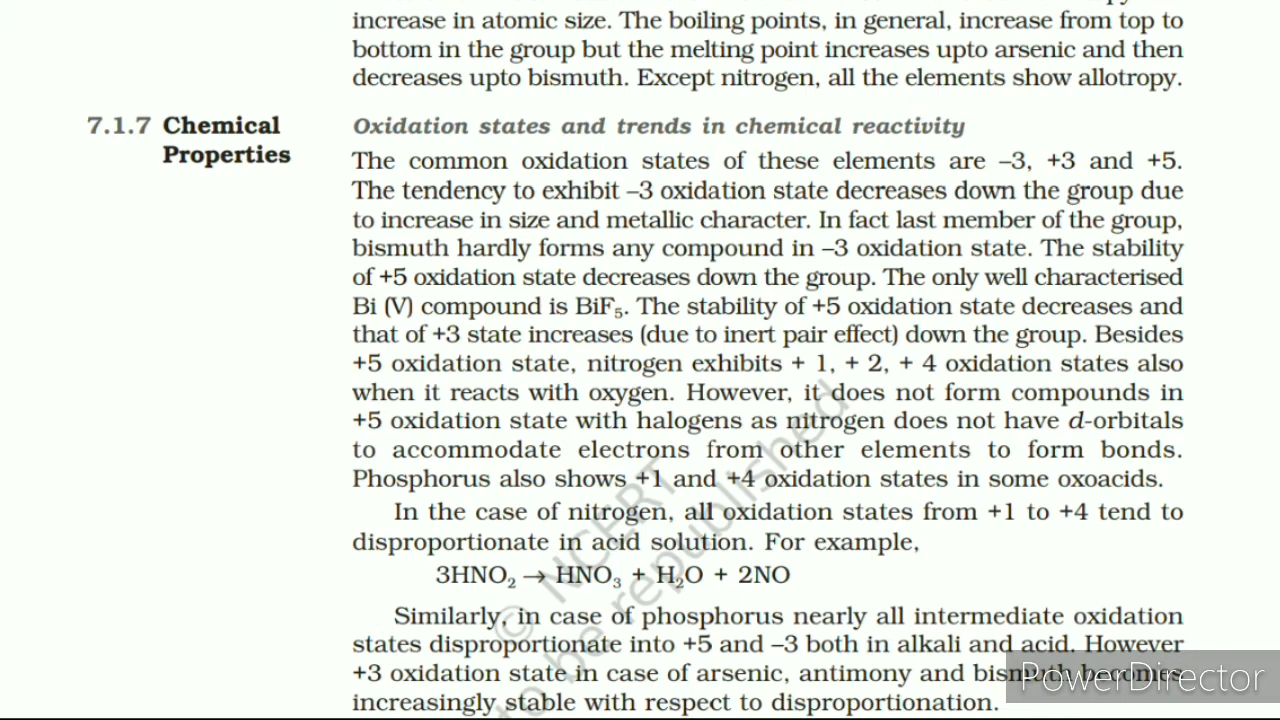 increase in atomic size. The boiling points, in general, increase from top to
bottom in the group but the melting point increases upto arsenic and then
decreases upto bismuth. Except nitrogen, all the elements show allotropy.
7.1.7 Chemical
Properties
Oxidation states and trends in chemical reactivity
The common oxidation states of these elements are –3, +3 and +5.
The tendency to exhibit –3 oxidation state decreases down the group due
to increase in size and metallic character. In fact last member of the group,
bismuth hardly forms any compound in –3 oxidation state. The stability
of +5 oxidation state decreases down the group. The only well characterised
Bi (V) compound is BiF₅. The stability of +5 oxidation state decreases and
that of +3 state increases (due to inert pair effect) down the group. Besides
+5 oxidation state, nitrogen exhibits + 1, + 2, + 4 oxidation states also
when it reacts with oxygen. However, it does not form compounds in
+5 oxidation state with halogens as nitrogen does not have d-orbitals
to accommodate electrons from other elements to form bonds.
Phosphorus also shows +1 and +4 oxidation states in some oxoacids.
In the case of nitrogen, all oxidation states from +1 to +4 tend to
disproportionate in acid solution. For example,
3HNO₂ → HNO₃ + H₂O + 2NO
Similarly, in case of phosphorus nearly all intermediate oxidation
states disproportionate into +5 and –3 both in alkali and acid. However
+3 oxidation state in case of arsenic, antimony and bismuth becomes
increasingly stable with respect to disproportionation.
© NCERT
to be republished
PowerDirector